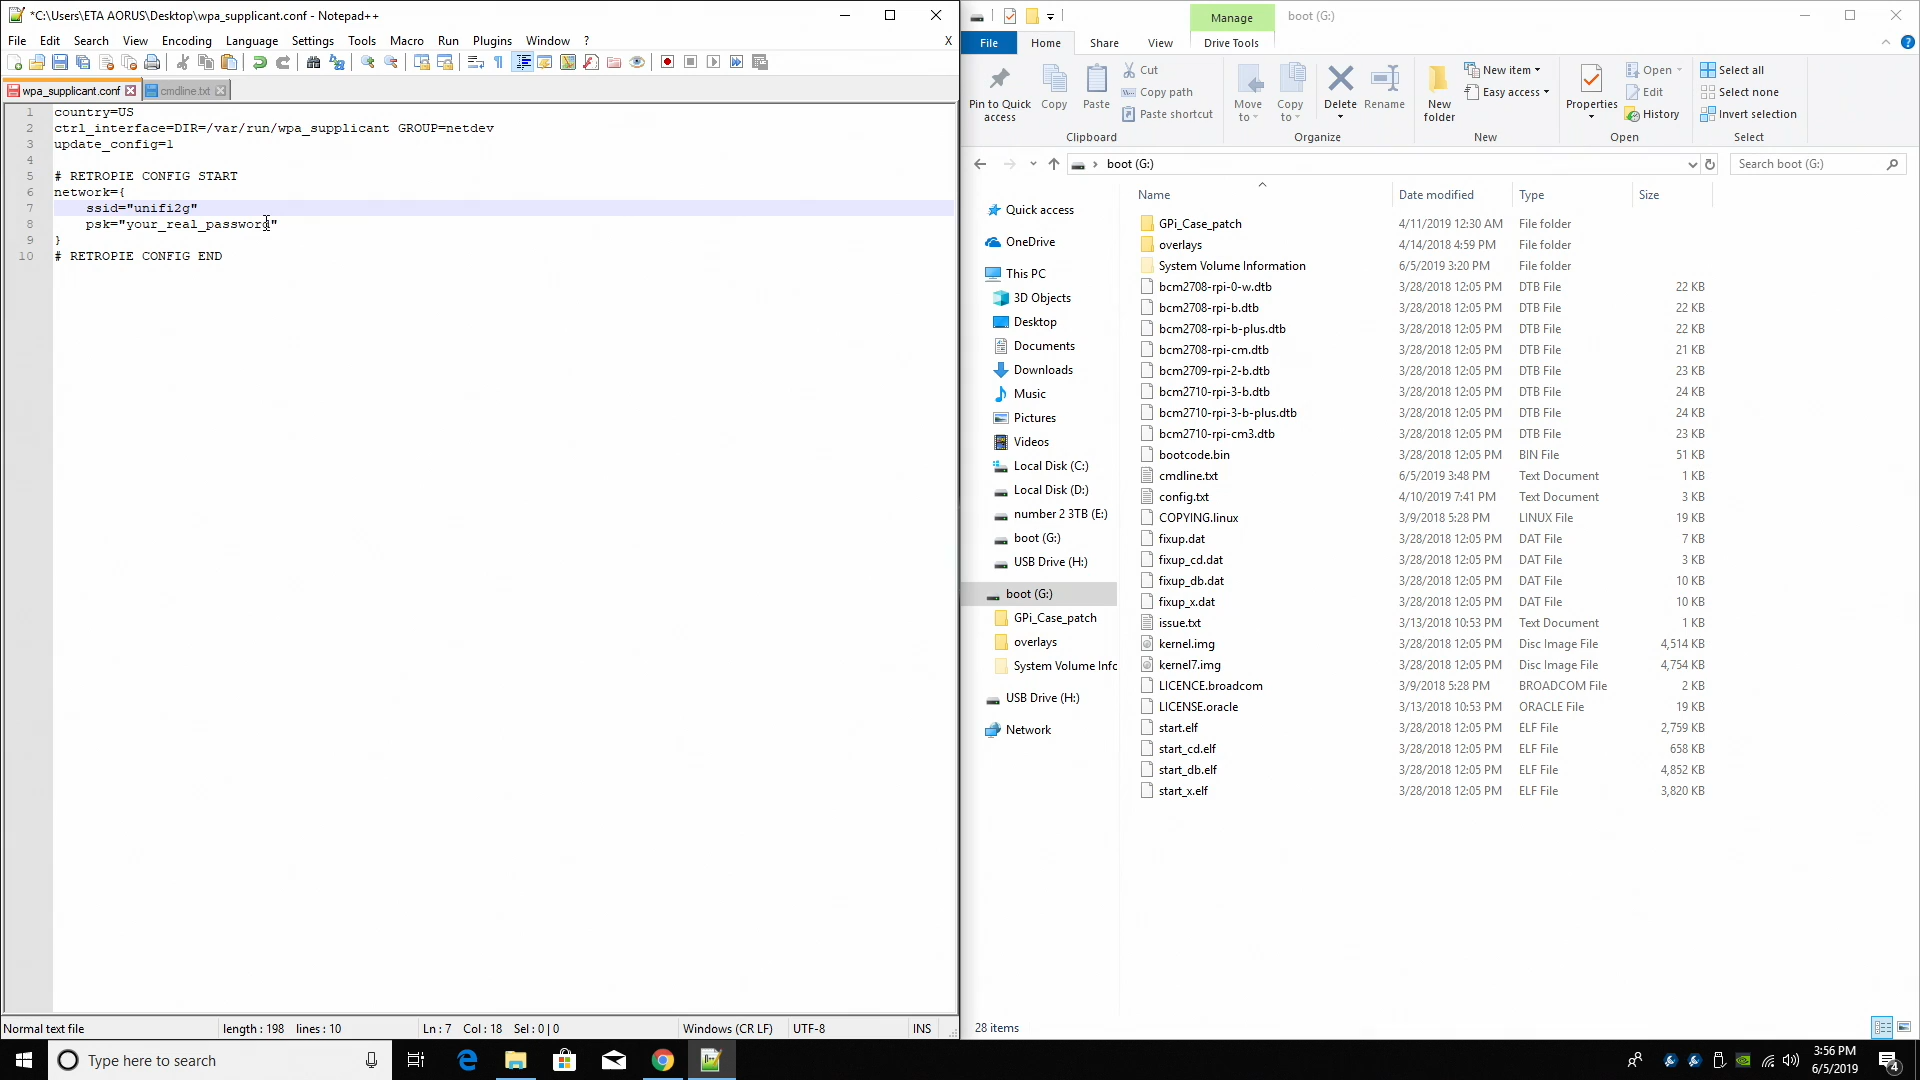 *C:\Users\ETA AORUS\Desktop\wpa_supplicant.conf - Notepad++
File Edit Search View Encoding Language Settings Tools Macro Run Plugins Window ? X
wpa_supplicant.conf cmdline.txt
1 country=US
2 ctrl_interface=DIR=/var/run/wpa_supplicant GROUP=netdev
3 update_config=1
4
5 # RETROPIE CONFIG START
6 network={
7 ssid="unifi2g"
8 psk="your_real_password"
9 }
10 # RETROPIE CONFIG END
Normal text file length : 198 lines : 10 Ln : 7 Col : 18 Sel : 0 | 0 Windows (CR LF) UTF-8 INS
Manage boot (G:)
File Home Share View Drive Tools
Pin to Quick access
Copy
Paste
Cut
Copy path
Paste shortcut
Clipboard
Move to
Copy to
Delete
Rename
Organize
New folder
New item
Easy access
New
Properties
Open
Edit
History
Open
Select all
Select none
Invert selection
Select
boot (G:)
Search boot (G:)
Quick access
OneDrive
This PC
3D Objects
Desktop
Documents
Downloads
Music
Pictures
Videos
Local Disk (C:)
Local Disk (D:)
number 2 3TB (E:)
boot (G:)
USB Drive (H:)
boot (G:)
GPi_Case_patch
overlays
System Volume Info
USB Drive (H:)
Network
Name Date modified Type Size
GPi_Case_patch 4/11/2019 12:30 AM File folder
overlays 4/14/2018 4:59 PM File folder
System Volume Information 6/5/2019 3:20 PM File folder
bcm2708-rpi-0-w.dtb 3/28/2018 12:05 PM DTB File 22 KB
bcm2708-rpi-b.dtb 3/28/2018 12:05 PM DTB File 22 KB
bcm2708-rpi-b-plus.dtb 3/28/2018 12:05 PM DTB File 22 KB
bcm2708-rpi-cm.dtb 3/28/2018 12:05 PM DTB File 21 KB
bcm2709-rpi-2-b.dtb 3/28/2018 12:05 PM DTB File 23 KB
bcm2710-rpi-3-b.dtb 3/28/2018 12:05 PM DTB File 24 KB
bcm2710-rpi-3-b-plus.dtb 3/28/2018 12:05 PM DTB File 24 KB
bcm2710-rpi-cm3.dtb 3/28/2018 12:05 PM DTB File 23 KB
bootcode.bin 3/28/2018 12:05 PM BIN File 51 KB
cmdline.txt 6/5/2019 3:48 PM Text Document 1 KB
config.txt 4/10/2019 7:41 PM Text Document 3 KB
COPYING.linux 3/9/2018 5:28 PM LINUX File 19 KB
fixup.dat 3/28/2018 12:05 PM DAT File 7 KB
fixup_cd.dat 3/28/2018 12:05 PM DAT File 3 KB
fixup_db.dat 3/28/2018 12:05 PM DAT File 10 KB
fixup_x.dat 3/28/2018 12:05 PM DAT File 10 KB
issue.txt 3/13/2018 10:53 PM Text Document 1 KB
kernel.img 3/28/2018 12:05 PM Disc Image File 4,514 KB
kernel7.img 3/28/2018 12:05 PM Disc Image File 4,754 KB
LICENCE.broadcom 3/9/2018 5:28 PM BROADCOM File 2 KB
LICENSE.oracle 3/13/2018 10:53 PM ORACLE File 19 KB
start.elf 3/28/2018 12:05 PM ELF File 2,759 KB
start_cd.elf 3/28/2018 12:05 PM ELF File 658 KB
start_db.elf 3/28/2018 12:05 PM ELF File 4,852 KB
start_x.elf 3/28/2018 12:05 PM ELF File 3,820 KB
28 items
Type here to search
3:56 PM
6/5/2019
4